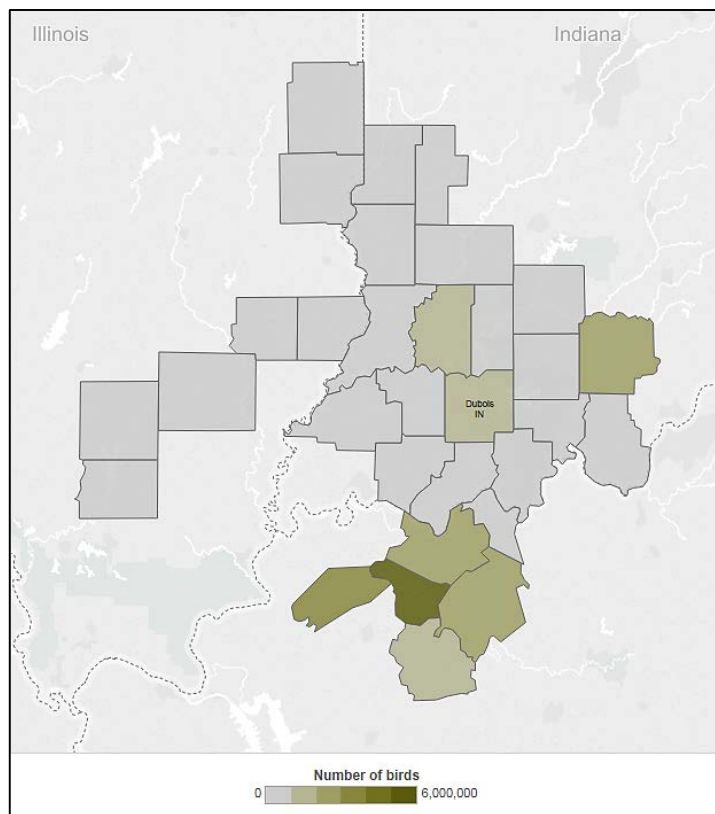 Illinois
Indiana
Dubois
IN
Number of birds
0
6,000,000